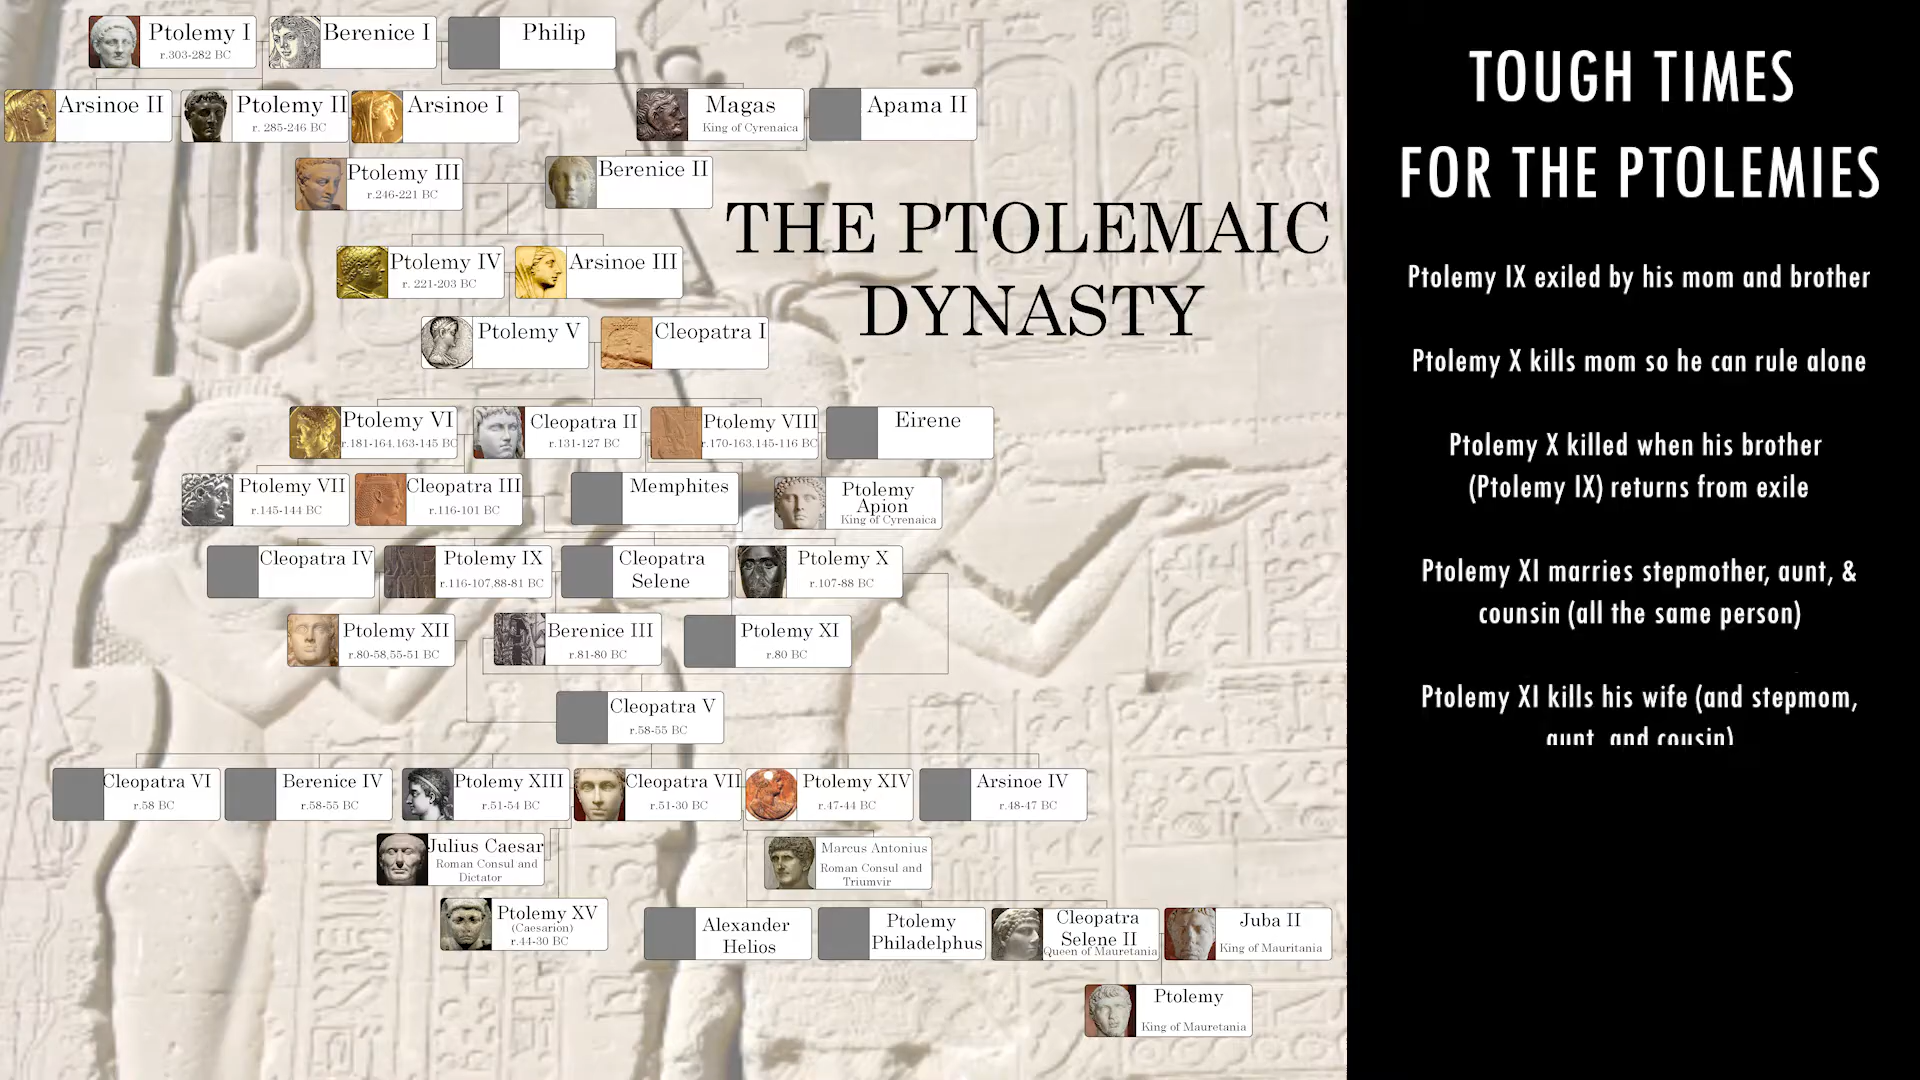 Ptolemy I
r.303-282 BC
Berenice I
Philip
Arsinoe II
Ptolemy II
r. 285-246 BC
Arsinoe I
Magas
King of Cyrenaica
Apama II
Ptolemy III
r.246-221 BC
Berenice II
THE PTOLEMAIC
DYNASTY
Ptolemy IV
r. 221-203 BC
Arsinoe III
Ptolemy V
Cleopatra I
Ptolemy VI
r.181-164,163-145 BC
Cleopatra II
r.131-127 BC
Ptolemy VIII
r.170-163,145-116 BC
Eirene
Ptolemy VII
r.145-144 BC
Cleopatra III
r.116-101 BC
Memphites
Ptolemy
Apion
King of Cyrenaica
Cleopatra IV
Ptolemy IX
r.116-107,88-81 BC
Cleopatra
Selene
Ptolemy X
r.107-88 BC
Ptolemy XII
r.80-58,55-51 BC
Berenice III
r.81-80 BC
Ptolemy XI
r.80 BC
Cleopatra V
r.58-55 BC
Cleopatra VI
r.58 BC
Berenice IV
r.58-55 BC
Ptolemy XIII
r.51-54 BC
Cleopatra VII
r.51-30 BC
Ptolemy XIV
r.47-44 BC
Arsinoe IV
r.48-47 BC
Julius Caesar
Roman Consul and
Dictator
Marcus Antonius
Roman Consul and
Triumvir
Ptolemy XV
(Caesarion)
r.44-30 BC
Alexander
Helios
Ptolemy
Philadelphus
Cleopatra
Selene II
Queen of Mauretania
Juba II
King of Mauritania
Ptolemy
King of Mauretania
TOUGH TIMES
FOR THE PTOLEMIES
Ptolemy IX exiled by his mom and brother
Ptolemy X kills mom so he can rule alone
Ptolemy X killed when his brother
(Ptolemy IX) returns from exile
Ptolemy XI marries stepmother, aunt, &
counsin (all the same person)
Ptolemy XI kills his wife (and stepmom,
aunt, and cousin)